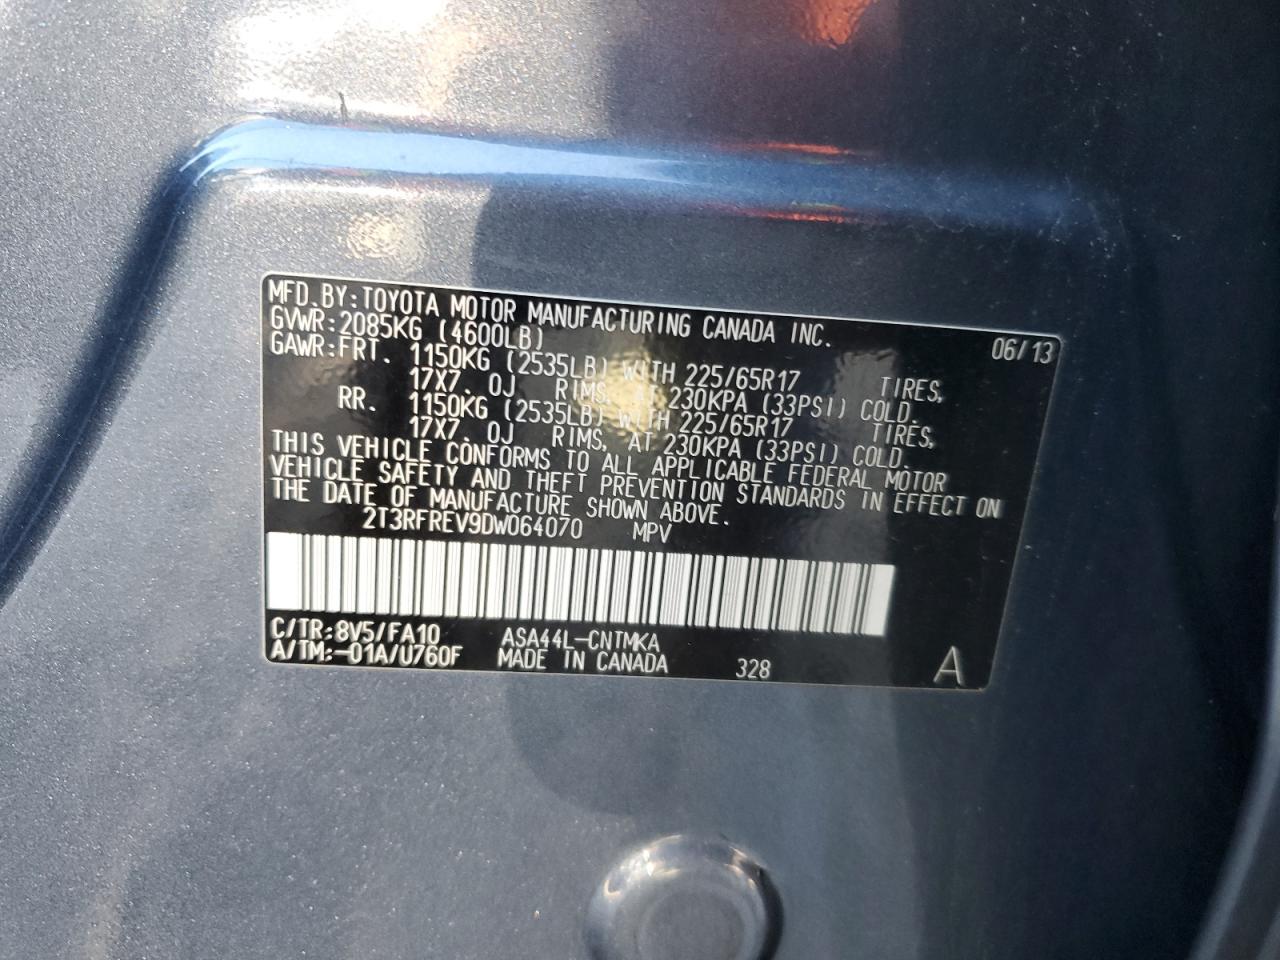 MFD. BY: TOYOTA MOTOR MANUFACTURING CANADA INC. 06/13
GVWR: 2085KG (4600LB)
GAWR: FRT. 1150KG (2535LB) WITH 225/65R17 TIRES,
17X7. 0J RIMS, AT 230KPA (33PSI) COLD.
RR. 1150KG (2535LB) WITH 225/65R17 TIRES,
17X7. 0J RIMS, AT 230KPA (33PSI) COLD.
THIS VEHICLE CONFORMS TO ALL APPLICABLE FEDERAL MOTOR
VEHICLE SAFETY AND THEFT PREVENTION STANDARDS IN EFFECT ON
THE DATE OF MANUFACTURE SHOWN ABOVE.
2T3RFREV9DW064070 MPV
C/TR: 8V5/FA10 ASA44L-CNTMKA
A/TM: -01A/U760F MADE IN CANADA 328 A